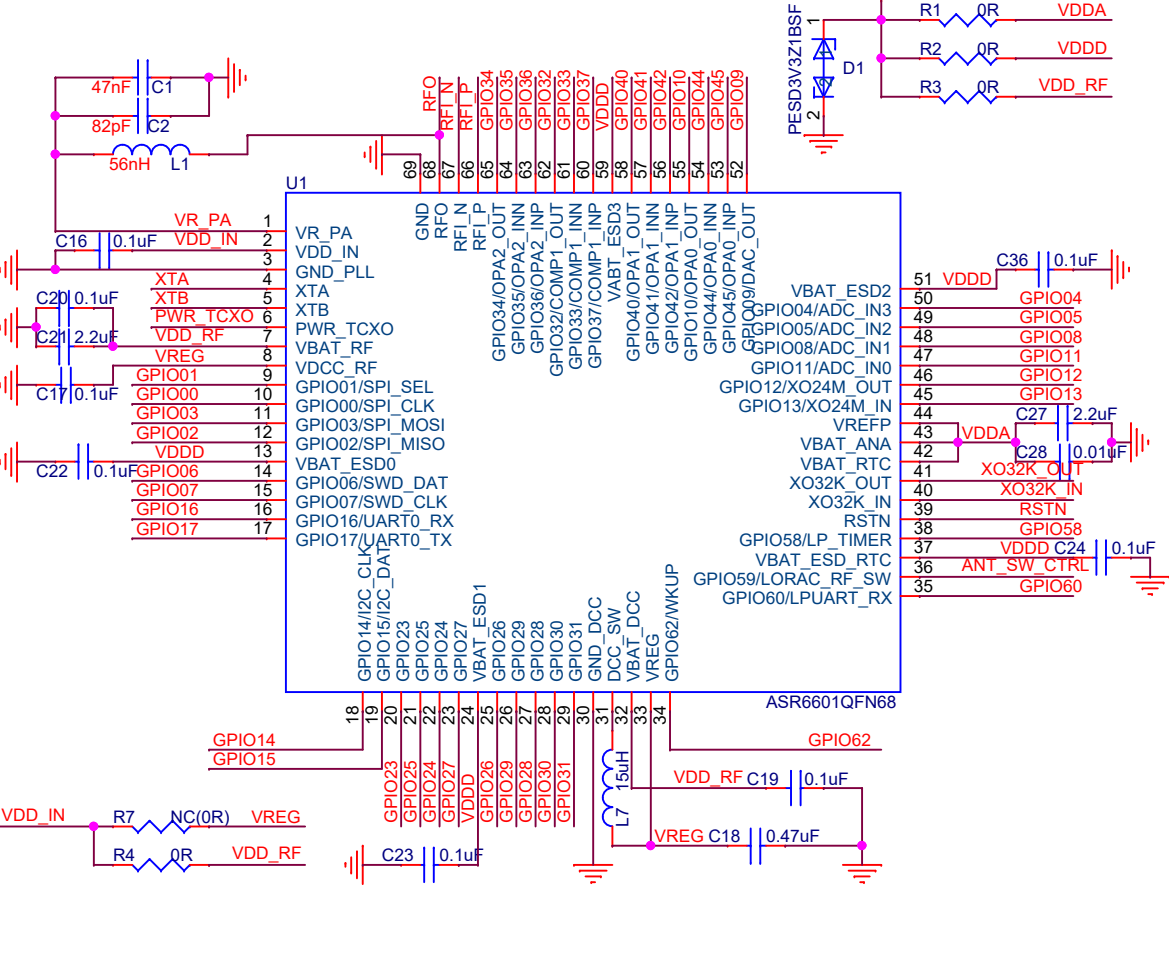 R1 0R VDDA
R2 0R VDDD
R3 0R VDD_RF
PESD3V3Z1BSF
1
D1
2
47nF C1
82pF C2
56nH L1
RFO
RFI_N
RFI_P
GPIO34
GPIO35
GPIO36
GPIO32
GPIO33
GPIO37
VDDD
GPIO40
GPIO41
GPIO42
GPIO10
GPIO44
GPIO45
GPIO09
69
68
67
66
65
64
63
62
61
60
59
58
57
56
55
54
53
52
U1
GND
RFO
RFI_N
RFI_P
GPIO34/OPA2_OUT
GPIO35/OPA2_INN
GPIO36/OPA2_INP
GPIO32/COMP1_OUT
GPIO33/COMP1_INN
GPIO37/COMP1_INP
VABT_ESD3
GPIO40/OPA1_OUT
GPIO41/OPA1_INN
GPIO42/OPA1_INP
GPIO10/OPA0_OUT
GPIO44/OPA0_INN
GPIO45/OPA0_INP
GPIO09/DAC_OUT
VR_PA 1 VR_PA
C16 0.1uF VDD_IN 2 VDD_IN
3 GND_PLL
XTA 4 XTA
C20 0.1uF XTB 5 XTB
PWR_TCXO 6 PWR_TCXO
C21 2.2uF VDD_RF 7 VBAT_RF
VREG 8 VDCC_RF
C17 0.1uF GPIO01 9 GPIO01/SPI_SEL
GPIO00 10 GPIO00/SPI_CLK
GPIO03 11 GPIO03/SPI_MOSI
GPIO02 12 GPIO02/SPI_MISO
VDDD 13 VBAT_ESD0
C22 0.1uF GPIO06 14 GPIO06/SWD_DAT
GPIO07 15 GPIO07/SWD_CLK
GPIO16 16 GPIO16/UART0_RX
GPIO17 17 GPIO17/UART0_TX
VBAT_ESD2 51 VDDD C36 0.1uF
GPIO04/ADC_IN3 50 GPIO04
GPIO05/ADC_IN2 49 GPIO05
GPIO08/ADC_IN1 48 GPIO08
GPIO11/ADC_IN0 47 GPIO11
GPIO12/XO24M_OUT 46 GPIO12
GPIO13/XO24M_IN 45 GPIO13
VREFP 44 C27 2.2uF
VBAT_ANA 43 VDDA
VBAT_RTC 42 C28 0.01uF
XO32K_OUT 41 XO32K_OUT
XO32K_IN 40 XO32K_IN
RSTN 39 RSTN
GPIO58/LP_TIMER 38 GPIO58
VBAT_ESD_RTC 37 VDDD C24 0.1uF
GPIO59/LORAC_RF_SW 36 ANT_SW_CTRL
GPIO60/LPUART_RX 35 GPIO60
GPIO14/I2C_CLK
GPIO15/I2C_DAT
GPIO23
GPIO25
GPIO24
GPIO27
VBAT_ESD1
GPIO26
GPIO29
GPIO28
GPIO30
GPIO31
GND_DCC
DCC_SW
VBAT_DCC
VREG
GPIO62/WKUP
ASR6601QFN68
18
19
20
21
22
23
24
25
26
27
28
29
30
31
32
33
34
GPIO14
GPIO15
GPIO23
GPIO25
GPIO24
GPIO27
VDDD
GPIO26
GPIO29
GPIO28
GPIO30
GPIO31
GPIO62
15uH
L7
VDD_RF C19 0.1uF
VREG C18 0.47uF
C23 0.1uF
VDD_IN R7 NC(0R) VREG
R4 0R VDD_RF